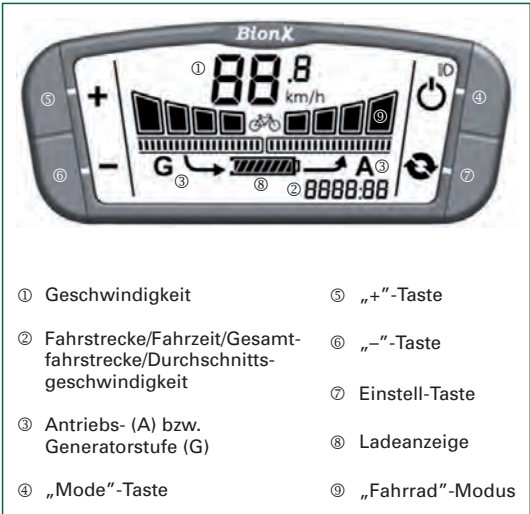 BionX
① 88.8
km/h
⑤ +
④
⑨
⑥ –
⑦
G ③
⑧
A ③
② 8888:88
① Geschwindigkeit
② Fahrstrecke/Fahrzeit/Gesamt-
fahrstrecke/Durchschnitts-
geschwindigkeit
③ Antriebs- (A) bzw.
Generatorstufe (G)
④ „Mode”-Taste
⑤ „+”-Taste
⑥ „–”-Taste
⑦ Einstell-Taste
⑧ Ladeanzeige
⑨ „Fahrrad”-Modus